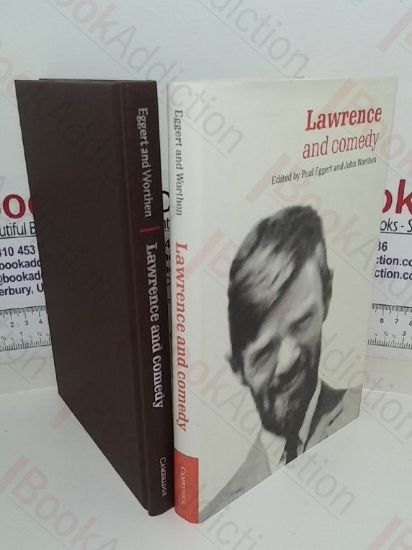 Lawrence
and comedy
Edited by Paul Eggert and John Worthen
Eggert and Worthen
Lawrence and comedy
CAMBRIDGE
Eggert and Worthen
Lawrence and comedy
CAMBRIDGE
BookAddiction